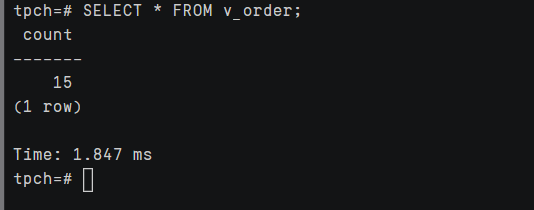 tpch=# SELECT * FROM v_order;
 count
-------
    15
(1 row)

Time: 1.847 ms
tpch=#